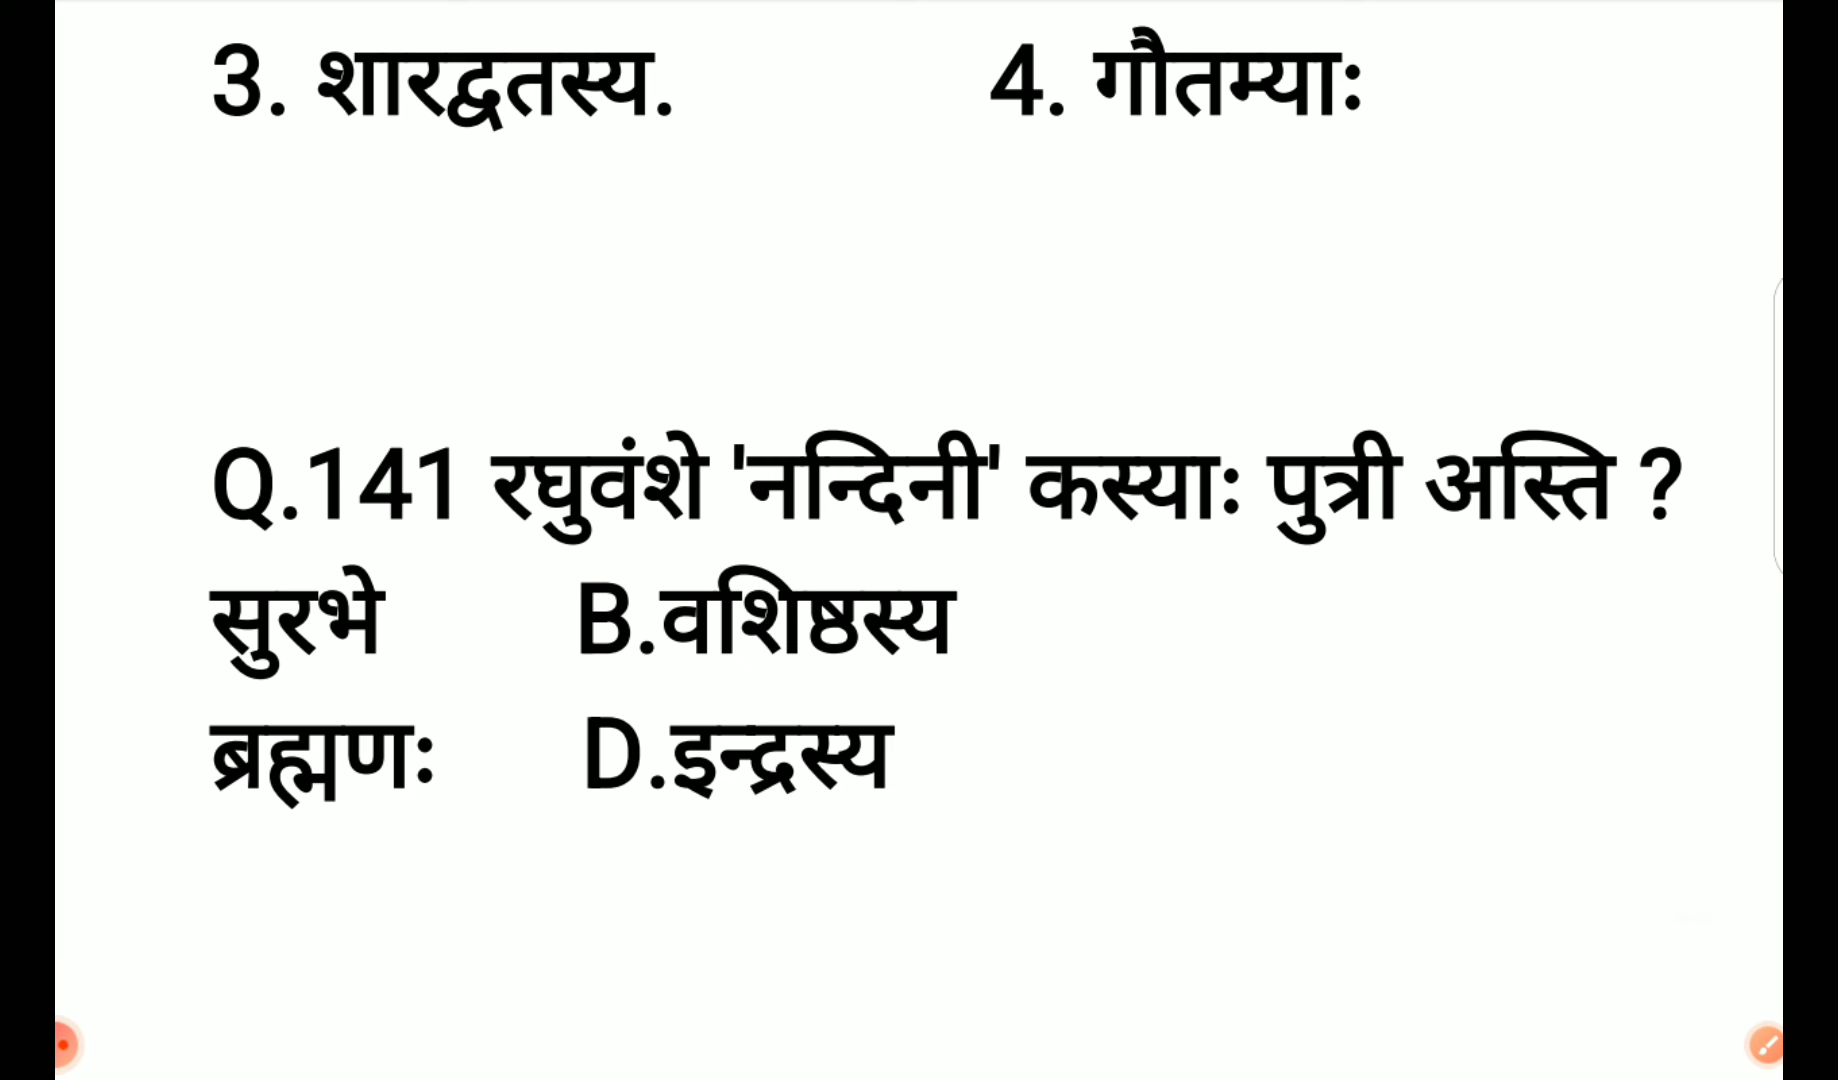 3. शारद्वतस्य. 4. गौतम्याः
Q.141 रघुवंशे 'नन्दिनी' कस्याः पुत्री अस्ति ?
सुरभे B.वशिष्ठस्य
ब्रह्मणः D.इन्द्रस्य